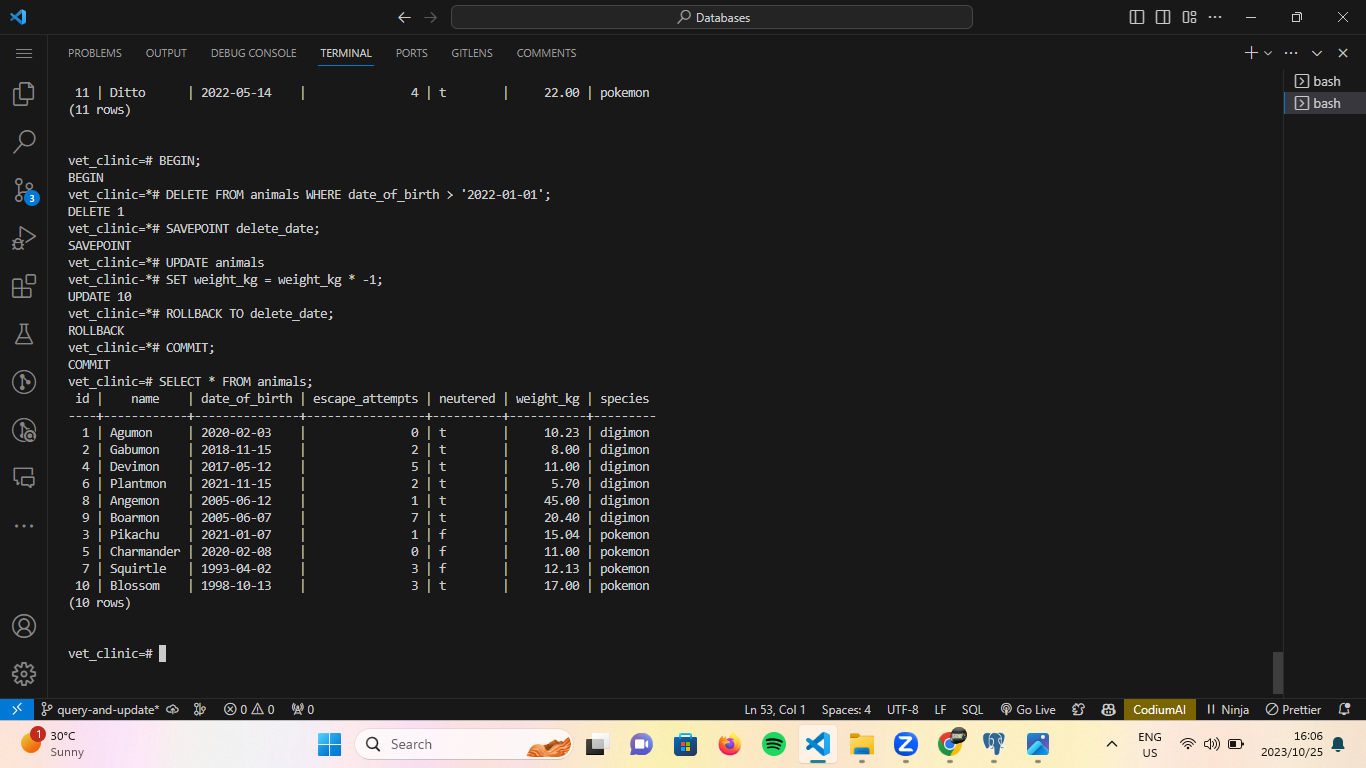 Databases
PROBLEMS OUTPUT DEBUG CONSOLE TERMINAL PORTS GITLENS COMMENTS
bash
bash
11 | Ditto | 2022-05-14 | 4 | t | 22.00 | pokemon
(11 rows)
vet_clinic=# BEGIN;
BEGIN
vet_clinic=*# DELETE FROM animals WHERE date_of_birth > '2022-01-01';
DELETE 1
vet_clinic=*# SAVEPOINT delete_date;
SAVEPOINT
vet_clinic=*# UPDATE animals
vet_clinic-*# SET weight_kg = weight_kg * -1;
UPDATE 10
vet_clinic=*# ROLLBACK TO delete_date;
ROLLBACK
vet_clinic=*# COMMIT;
COMMIT
vet_clinic=# SELECT * FROM animals;
id | name | date_of_birth | escape_attempts | neutered | weight_kg | species
----+------------+---------------+-----------------+----------+-----------+---------
1 | Agumon | 2020-02-03 | 0 | t | 10.23 | digimon
2 | Gabumon | 2018-11-15 | 2 | t | 8.00 | digimon
4 | Devimon | 2017-05-12 | 5 | t | 11.00 | digimon
6 | Plantmon | 2021-11-15 | 2 | t | 5.70 | digimon
8 | Angemon | 2005-06-12 | 1 | t | 45.00 | digimon
9 | Boarmon | 2005-06-07 | 7 | t | 20.40 | digimon
3 | Pikachu | 2021-01-07 | 1 | f | 15.04 | pokemon
5 | Charmander | 2020-02-08 | 0 | f | 11.00 | pokemon
7 | Squirtle | 1993-04-02 | 3 | f | 12.13 | pokemon
10 | Blossom | 1998-10-13 | 3 | t | 17.00 | pokemon
(10 rows)
vet_clinic=#
3
query-and-update* 0 0 0 Ln 53, Col 1 Spaces: 4 UTF-8 LF SQL Go Live CodiumAI Ninja Prettier
1
30°C
Sunny
Search
ENG
US
16:06
2023/10/25